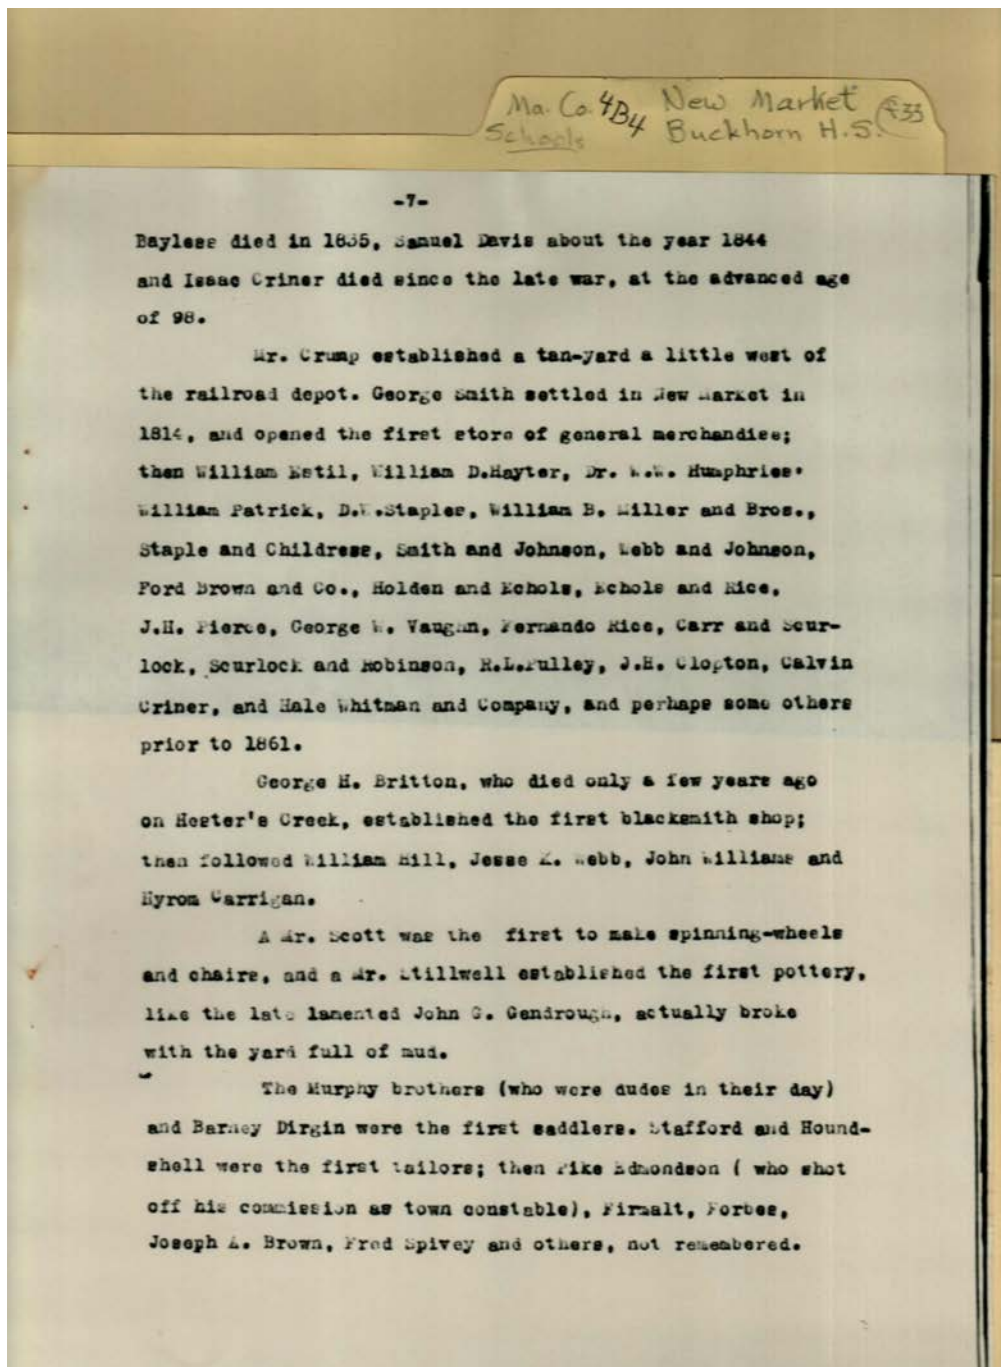 Ma. Co. 4B4 New Market 433
Schools Buckhorn H.S.
-7-
Bayless died in 1835, Samuel Davis about the year 1844
and Isaac Criner died since the late war, at the advanced age
of 98.
Mr. Crump established a tan-yard a little west of
the railroad depot. George Smith settled in New Market in
1814, and opened the first store of general merchandise;
then William Estil, William D.Hayter, Dr. Humphries.
William Patrick, D.W.Staples, William B. Miller and Bros.,
Staple and Childress, Smith and Johnson, Webb and Johnson,
Ford Brown and Co., Holden and Echols, Echols and Rice,
J.H. Pierce, George W. Vaughn, Fernando Rice, Carr and Scur-
lock, Scurlock and Robinson, R.L.Pulley, J.H. Clopton, Calvin
Criner, and Hale Whitman and Company, and perhaps some others
prior to 1861.
George H. Britton, who died only a few years ago
on Hester's Creek, established the first blacksmith shop;
then followed William Hill, Jesse Webb, John Williams and
Hyrom Carrigan.
A Mr. Scott was the first to make spinning-wheels
and chairs, and a Mr. Stillwell established the first pottery,
like the late lamented John G. Gendrough, actually broke
with the yard full of mud.
The Murphy brothers (who were dudes in their day)
and Barney Dirgin were the first saddlers. Stafford and Hound-
shell were the first tailors; then Pike Edmondson ( who shot
off his commission as town constable), Firmalt, Forbes,
Joseph A. Brown, Fred Spivey and others, not remembered.